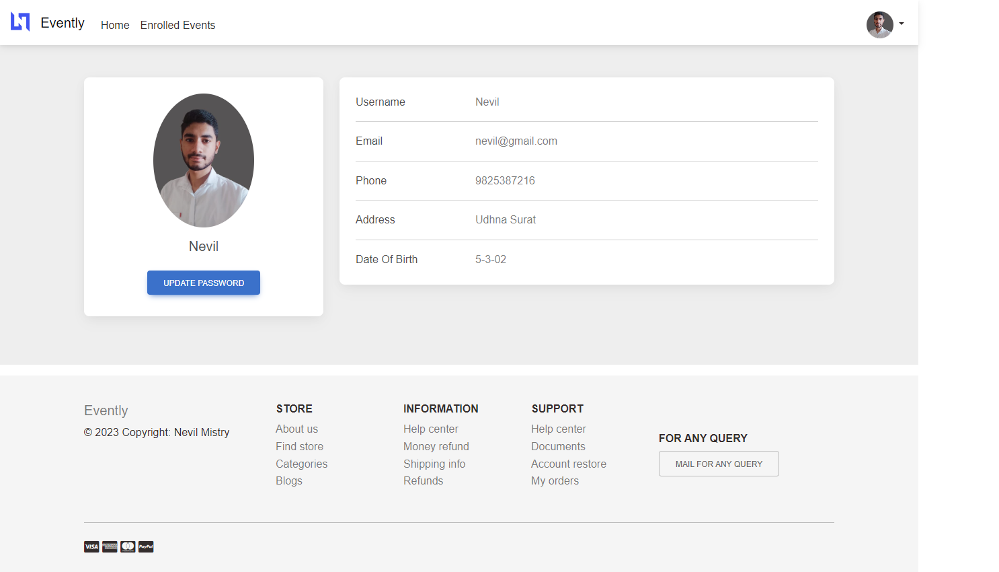 Evently
Home
Enrolled Events
Nevil
UPDATE PASSWORD
Username Nevil
Email nevil@gmail.com
Phone 9825387216
Address Udhna Surat
Date Of Birth 5-3-02
Evently
© 2023 Copyright: Nevil Mistry
STORE
About us
Find store
Categories
Blogs
INFORMATION
Help center
Money refund
Shipping info
Refunds
SUPPORT
Help center
Documents
Account restore
My orders
FOR ANY QUERY
MAIL FOR ANY QUERY
VISA
PayPal